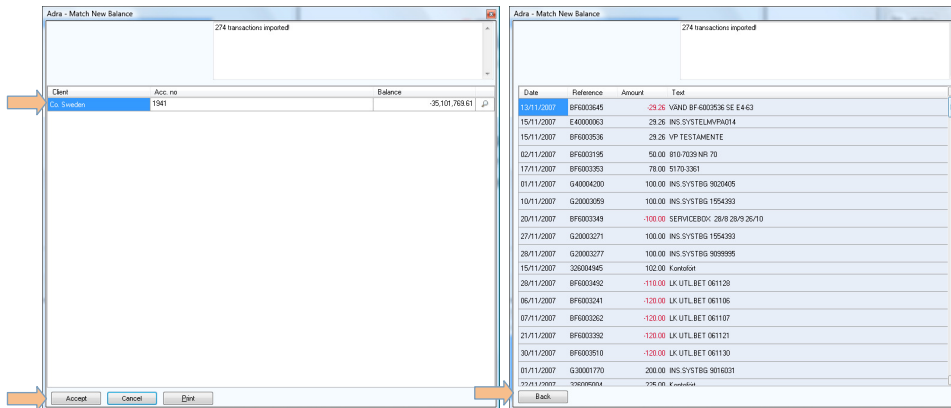 Adra - Match New Balance
274 transactions imported!
Client Acc. no Balance
Co. Sweden 1941 -35,101,769.61
Accept Cancel Print
Adra - Match New Balance
274 transactions imported!
Date Reference Amount Text
13/11/2007 BF6003645 -29.26 VÄND BF-6003536 SE E4-63
15/11/2007 E40000063 29.26 INS.SYSTELMVPA014
15/11/2007 BF6003536 29.26 VP TESTAMENTE
02/11/2007 BF6003195 50.00 810-7039 NR 70
17/11/2007 BF6003353 78.00 5170-3361
01/11/2007 G40004200 100.00 INS.SYSTBG 9020405
10/11/2007 G20003059 100.00 INS.SYSTBG 1554393
20/11/2007 BF6003349 -100.00 SERVICEBOX 28/8 28/9 26/10
27/11/2007 G20003271 100.00 INS.SYSTBG 1554393
28/11/2007 G20003277 100.00 INS.SYSTBG 9099995
15/11/2007 326004945 102.00 Kontofört
28/11/2007 BF6003492 -110.00 LK UTL.BET 061128
06/11/2007 BF6003241 -120.00 LK UTL.BET 061106
07/11/2007 BF6003262 -120.00 LK UTL.BET 061107
21/11/2007 BF6003392 -120.00 LK UTL.BET 061121
30/11/2007 BF6003510 -120.00 LK UTL.BET 061130
01/11/2007 G30001770 200.00 INS.SYSTBG 9016031
22/11/2007 326005004 225.00 Kontofört
Back